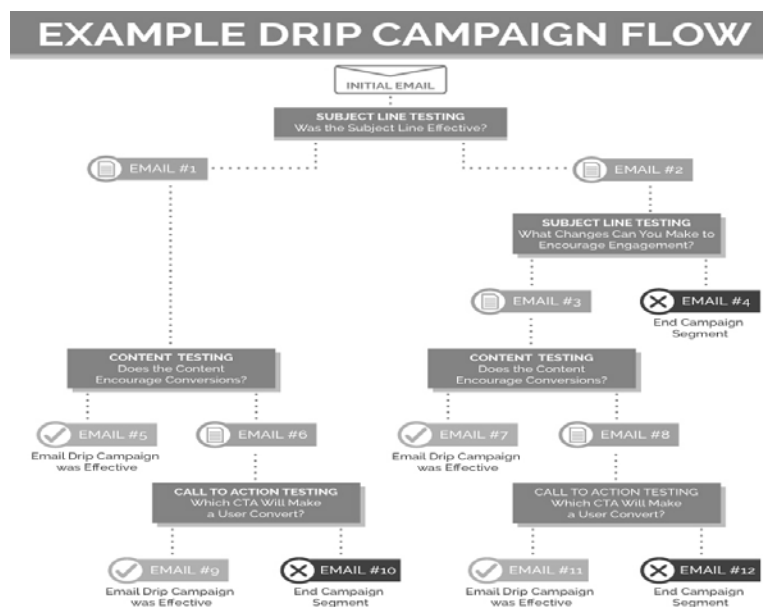 EXAMPLE DRIP CAMPAIGN FLOW
INITIAL EMAIL
SUBJECT LINE TESTING
Was the Subject Line Effective?
EMAIL #1
EMAIL #2
SUBJECT LINE TESTING
What Changes Can You Make to
Encourage Engagement?
EMAIL #3
EMAIL #4
End Campaign
Segment
CONTENT TESTING
Does the Content
Encourage Conversions?
CONTENT TESTING
Does the Content
Encourage Conversions?
EMAIL #5
Email Drip Campaign
was Effective
EMAIL #6
EMAIL #7
Email Drip Campaign
was Effective
EMAIL #8
CALL TO ACTION TESTING
Which CTA Will Make
a User Convert?
CALL TO ACTION TESTING
Which CTA Will Make
a User Convert?
EMAIL #9
Email Drip Campaign
was Effective
EMAIL #10
End Campaign
Segment
EMAIL #11
Email Drip Campaign
was Effective
EMAIL #12
End Campaign
Segment